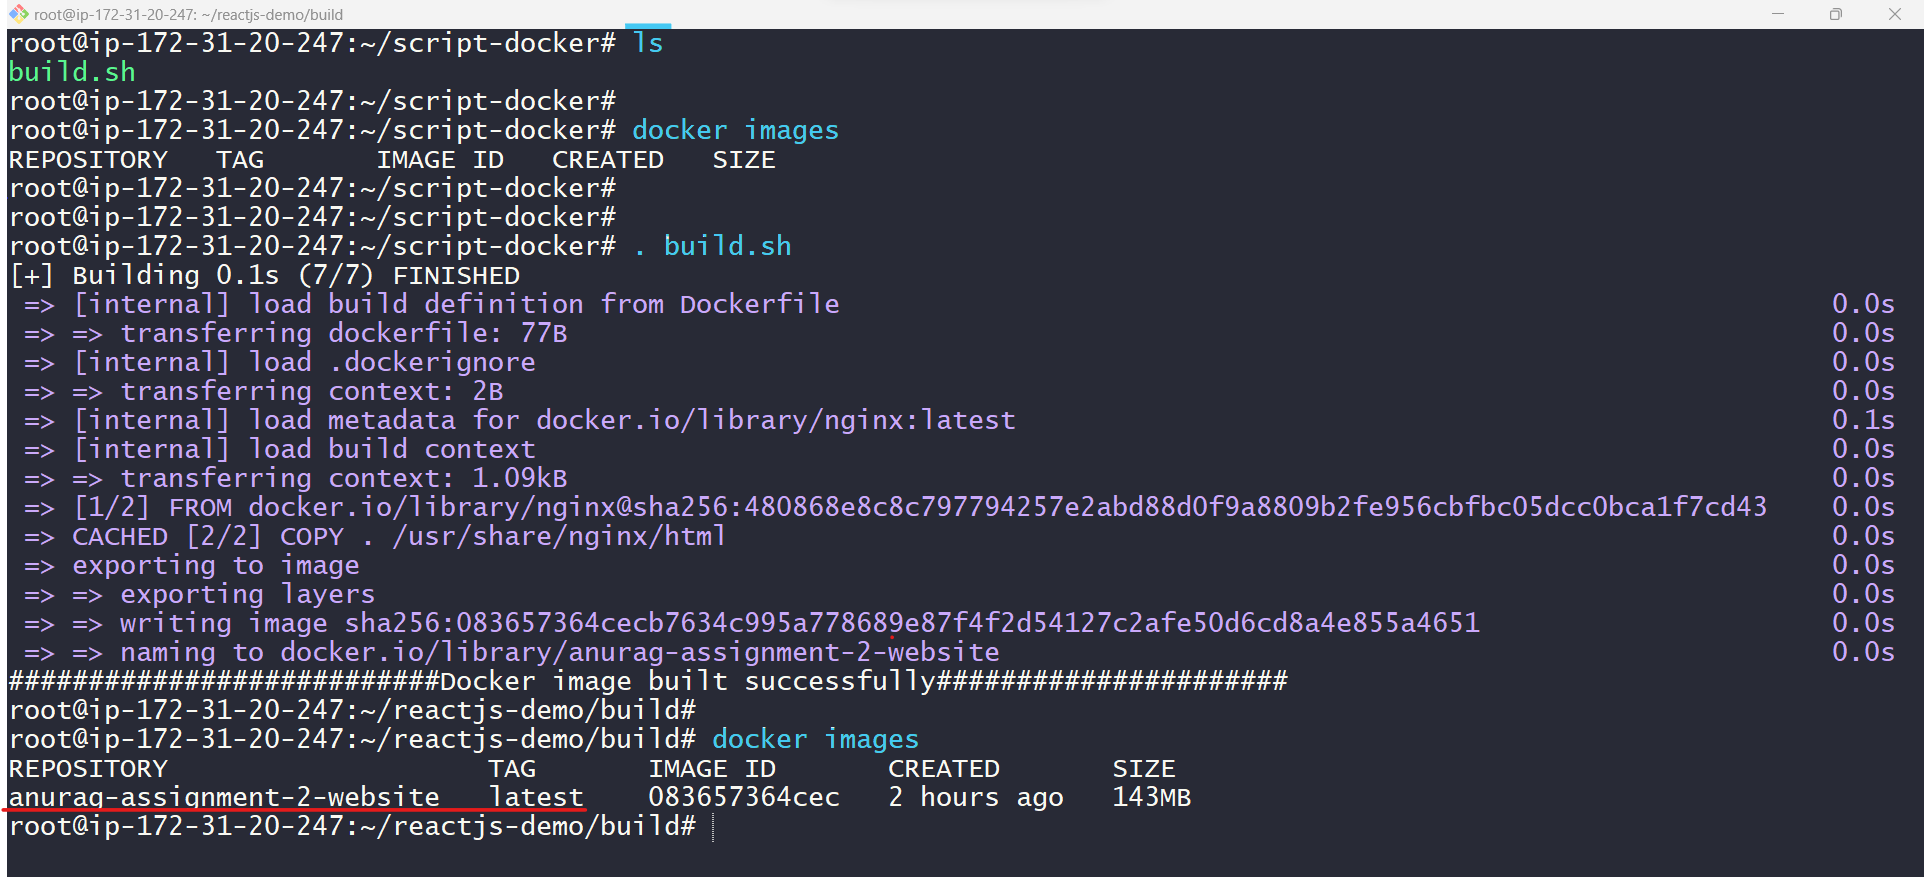 root@ip-172-31-20-247: ~/reactjs-demo/build
root@ip-172-31-20-247:~/script-docker# ls
build.sh
root@ip-172-31-20-247:~/script-docker#
root@ip-172-31-20-247:~/script-docker# docker images
REPOSITORY   TAG       IMAGE ID   CREATED   SIZE
root@ip-172-31-20-247:~/script-docker#
root@ip-172-31-20-247:~/script-docker#
root@ip-172-31-20-247:~/script-docker# . build.sh
[+] Building 0.1s (7/7) FINISHED
 => [internal] load build definition from Dockerfile 0.0s
 => => transferring dockerfile: 77B 0.0s
 => [internal] load .dockerignore 0.0s
 => => transferring context: 2B 0.0s
 => [internal] load metadata for docker.io/library/nginx:latest 0.1s
 => [internal] load build context 0.0s
 => => transferring context: 1.09kB 0.0s
 => [1/2] FROM docker.io/library/nginx@sha256:480868e8c8c797794257e2abd88d0f9a8809b2fe956cbfbc05dcc0bca1f7cd43 0.0s
 => CACHED [2/2] COPY . /usr/share/nginx/html 0.0s
 => exporting to image 0.0s
 => => exporting layers 0.0s
 => => writing image sha256:083657364cecb7634c995a778689e87f4f2d54127c2afe50d6cd8a4e855a4651 0.0s
 => => naming to docker.io/library/anurag-assignment-2-website 0.0s
###########################Docker image built successfully######################
root@ip-172-31-20-247:~/reactjs-demo/build#
root@ip-172-31-20-247:~/reactjs-demo/build# docker images
REPOSITORY                    TAG       IMAGE ID       CREATED       SIZE
anurag-assignment-2-website   latest    083657364cec   2 hours ago   143MB
root@ip-172-31-20-247:~/reactjs-demo/build#